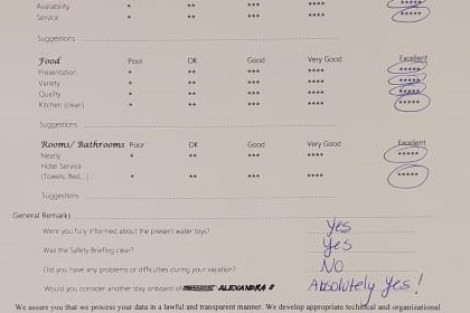 Availability * ** *****
Service * ** *** **** *****
Suggestions
Food Poor OK Good Very Good Excellent
Presentation * ** *** **** *****
Variety * ** *** **** *****
Quality * ** *** **** *****
Kitchen (clean) * ** *** **** *****
Suggestions
Rooms/ Bathrooms Poor OK Good Very Good Excellent
Neatly * ** *** **** *****
Hotel Service
(Towels, Bed,..) * ** *** **** *****
Suggestions
General Remarks
Were you fully informed about the present water toys? Yes
Was the Safety Briefing clear? Yes
Did you have any problems or difficulties during your vacation? NO
Would you consider another stay onboard of ALEXANDRA Absolutely Yes!
We assure you that we process your data in a lawful and transparent manner. We develop appropriate technical and organizational